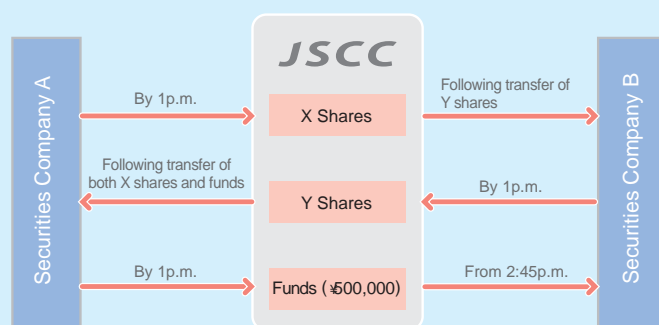 JSCC
Securities Company A
Securities Company B
By 1p.m.
X Shares
Following transfer of
Y shares
Following transfer of
both X shares and funds
Y Shares
By 1p.m.
By 1p.m.
Funds (¥500,000)
From 2:45p.m.